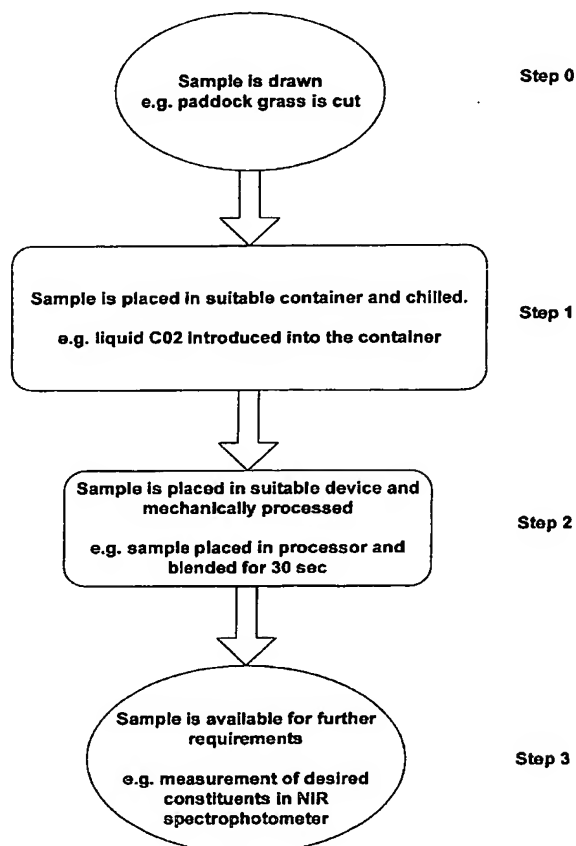 Sample is drawn
e.g. paddock grass is cut
Step 0
Sample is placed in suitable container and chilled.
e.g. liquid C02 introduced into the container
Step 1
Sample is placed in suitable device and
mechanically processed
e.g. sample placed in processor and
blended for 30 sec
Step 2
Sample is available for further
requirements
e.g. measurement of desired
constituents in NIR
spectrophotometer
Step 3